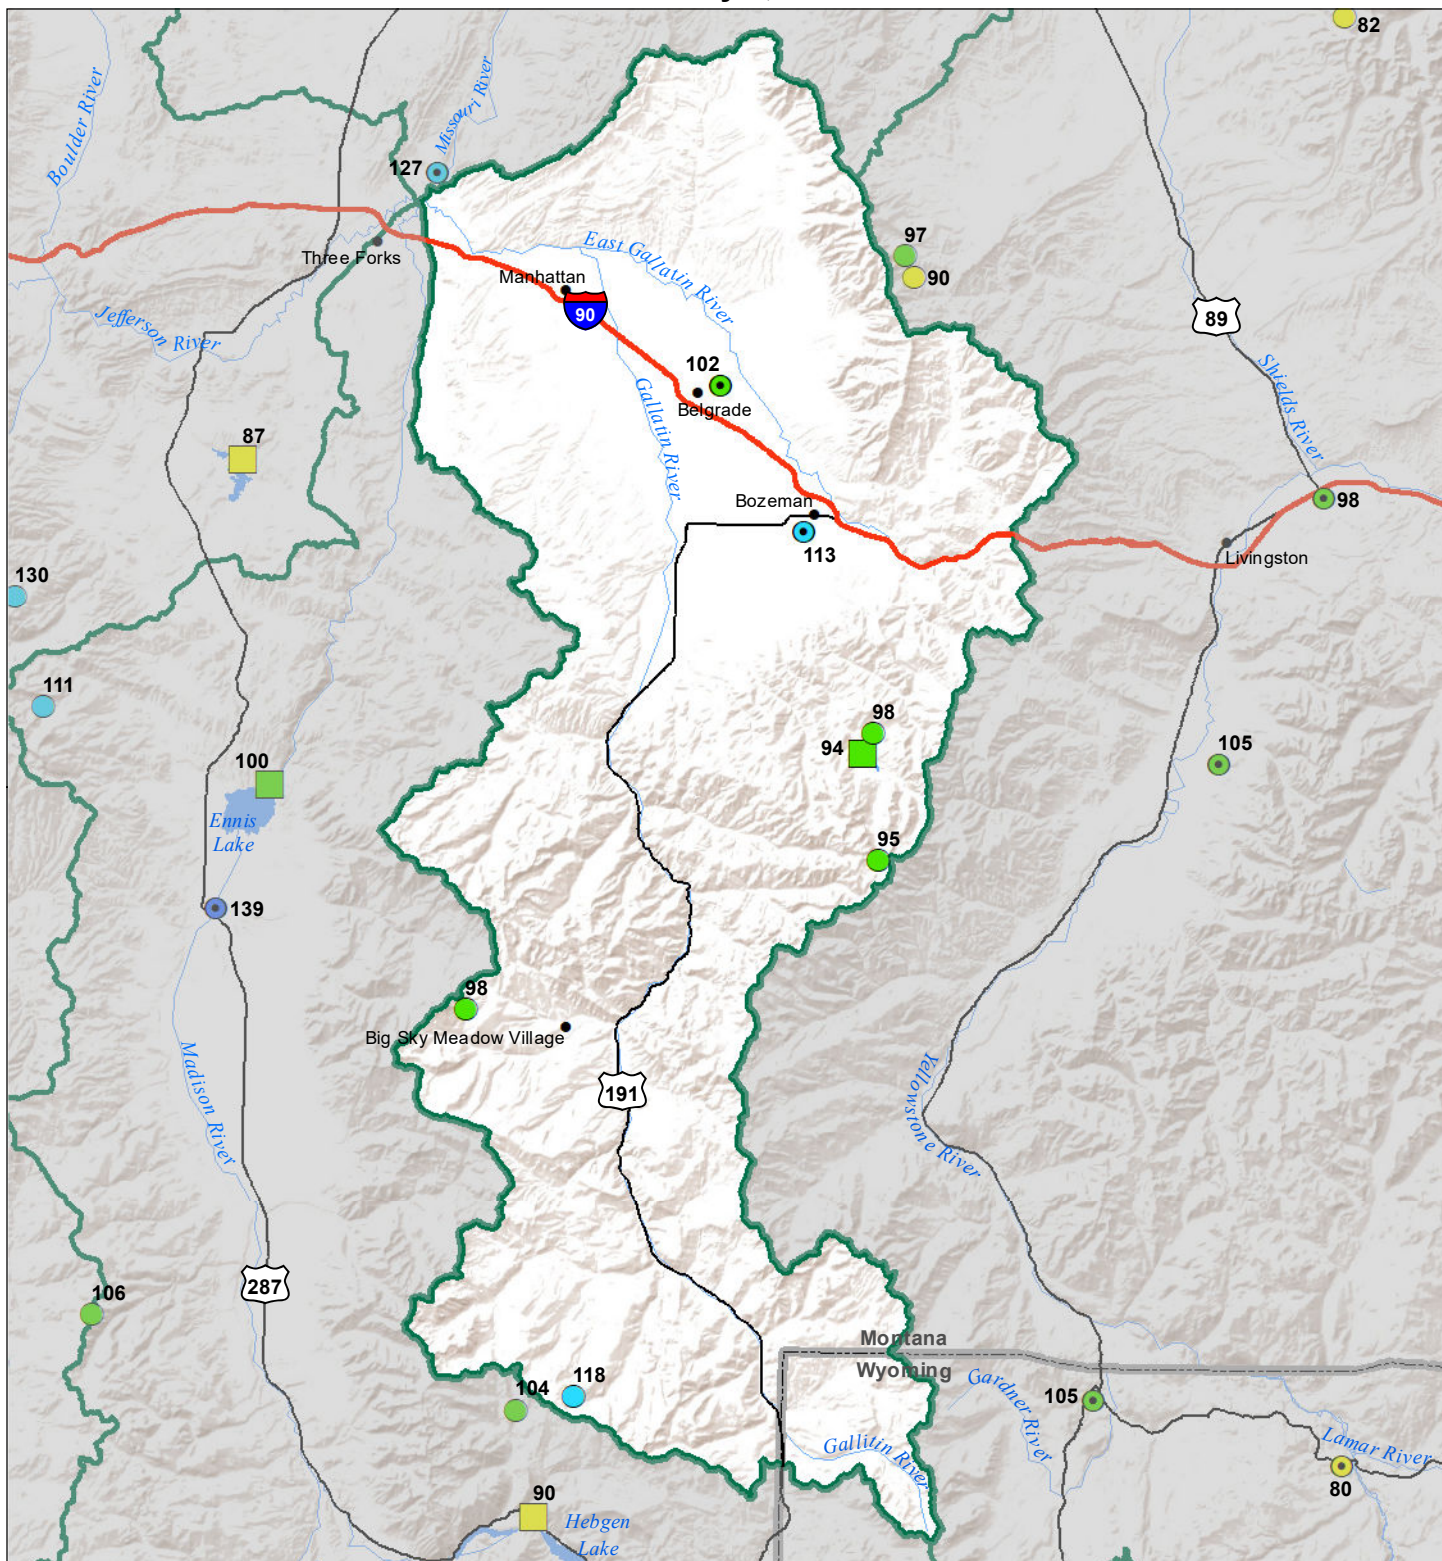 82
Boulder River
Missouri River
127
97
90
Three Forks
East Gallatin River
Manhattan
90
89
Jefferson River
102
Belgrade
Gallatin River
Shields River
87
Bozeman
113
98
Livingston
130
111
98
94
105
100
Ennis
Lake
95
139
98
Big Sky Meadow Village
Madison River
191
Yellowstone River
287
106
Montana
Wyoming
118
104
105
Gardner River
Gallitin River
Lamar River
80
90
Hebgen
Lake